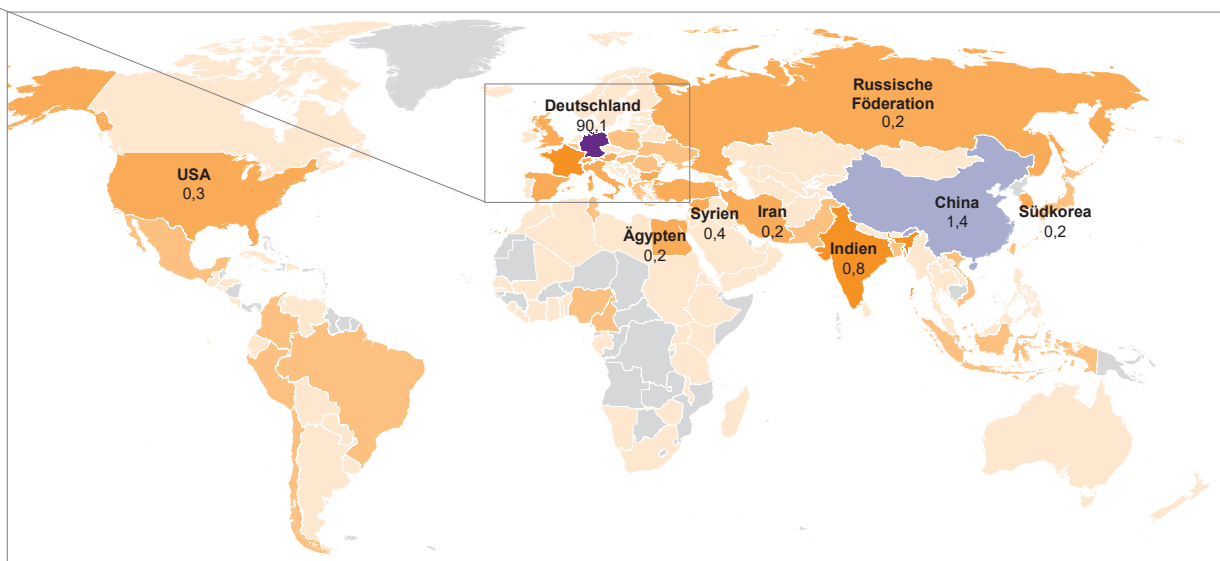 Deutschland
90,1
Russische
Föderation
0,2
USA
0,3
Syrien
0,4
Iran
0,2
China
1,4
Südkorea
0,2
Ägypten
0,2
Indien
0,8